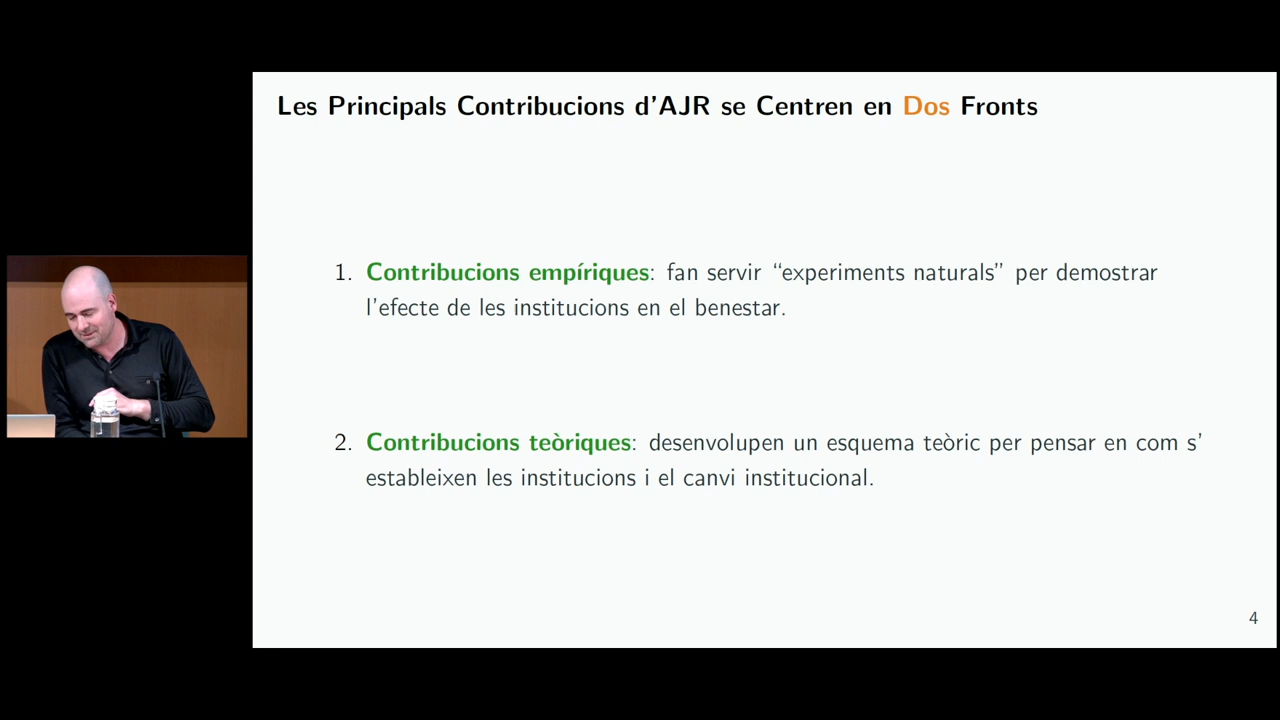 Les Principals Contribucions d’AJR se Centren en Dos Fronts
1. Contribucions empíriques: fan servir “experiments naturals” per demostrar
l’efecte de les institucions en el benestar.
2. Contribucions teòriques: desenvolupen un esquema teòric per pensar en com s’
estableixen les institucions i el canvi institucional.
4